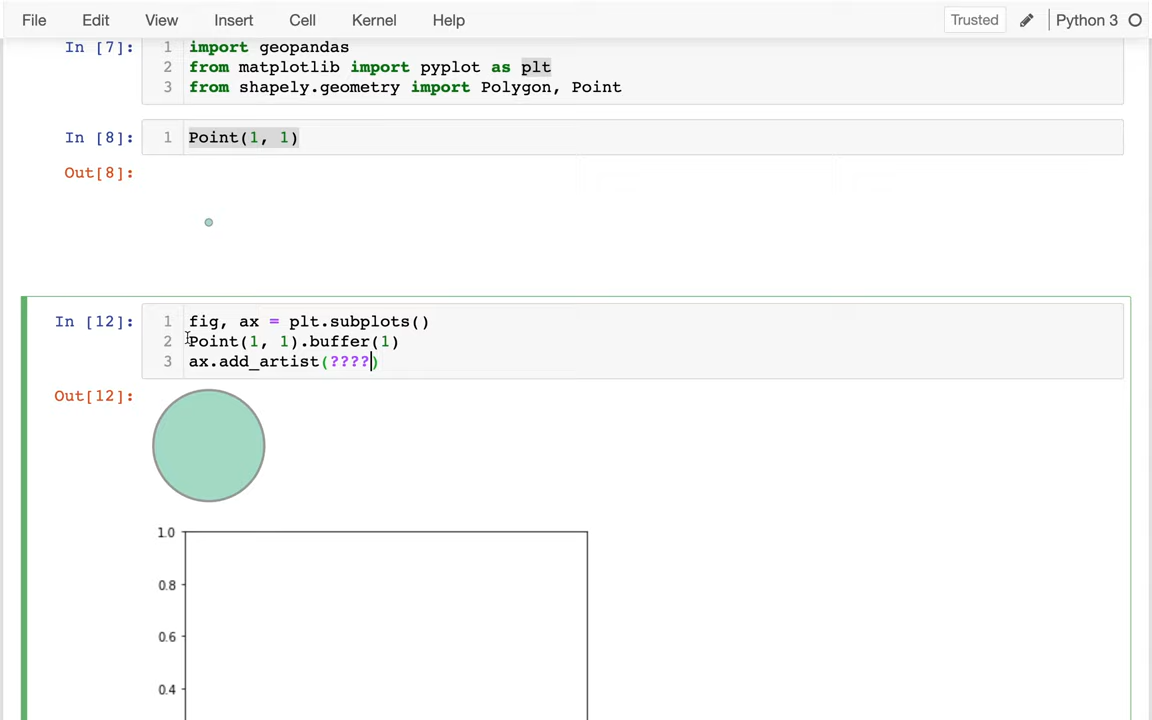 File Edit View Insert Cell Kernel Help Trusted Python 3
In [7]:
1 import geopandas
2 from matplotlib import pyplot as plt
3 from shapely.geometry import Polygon, Point
In [8]:
1 Point(1, 1)
Out[8]:
In [12]:
1 fig, ax = plt.subplots()
2 Point(1, 1).buffer(1)
3 ax.add_artist(????)
Out[12]:
1.0
0.8
0.6
0.4